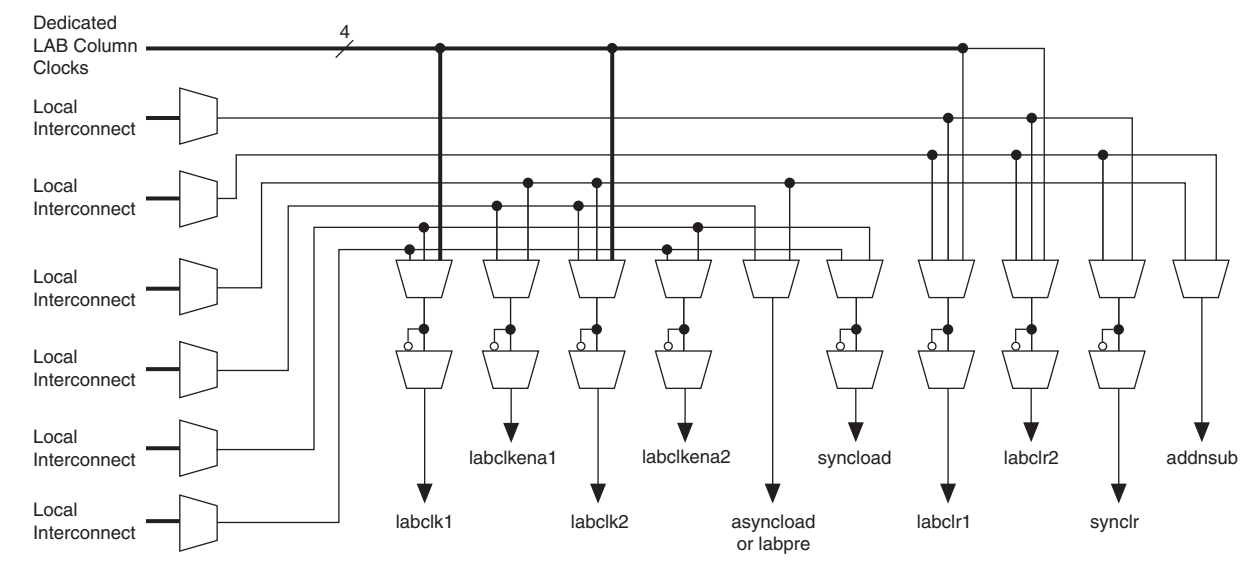 Dedicated
LAB Column
Clocks
4
Local
Interconnect
Local
Interconnect
Local
Interconnect
Local
Interconnect
Local
Interconnect
Local
Interconnect
labclkena1
labclkena2
syncload
labclr2
addnsub
labclk1
labclk2
asyncload
or labpre
labclr1
synclr